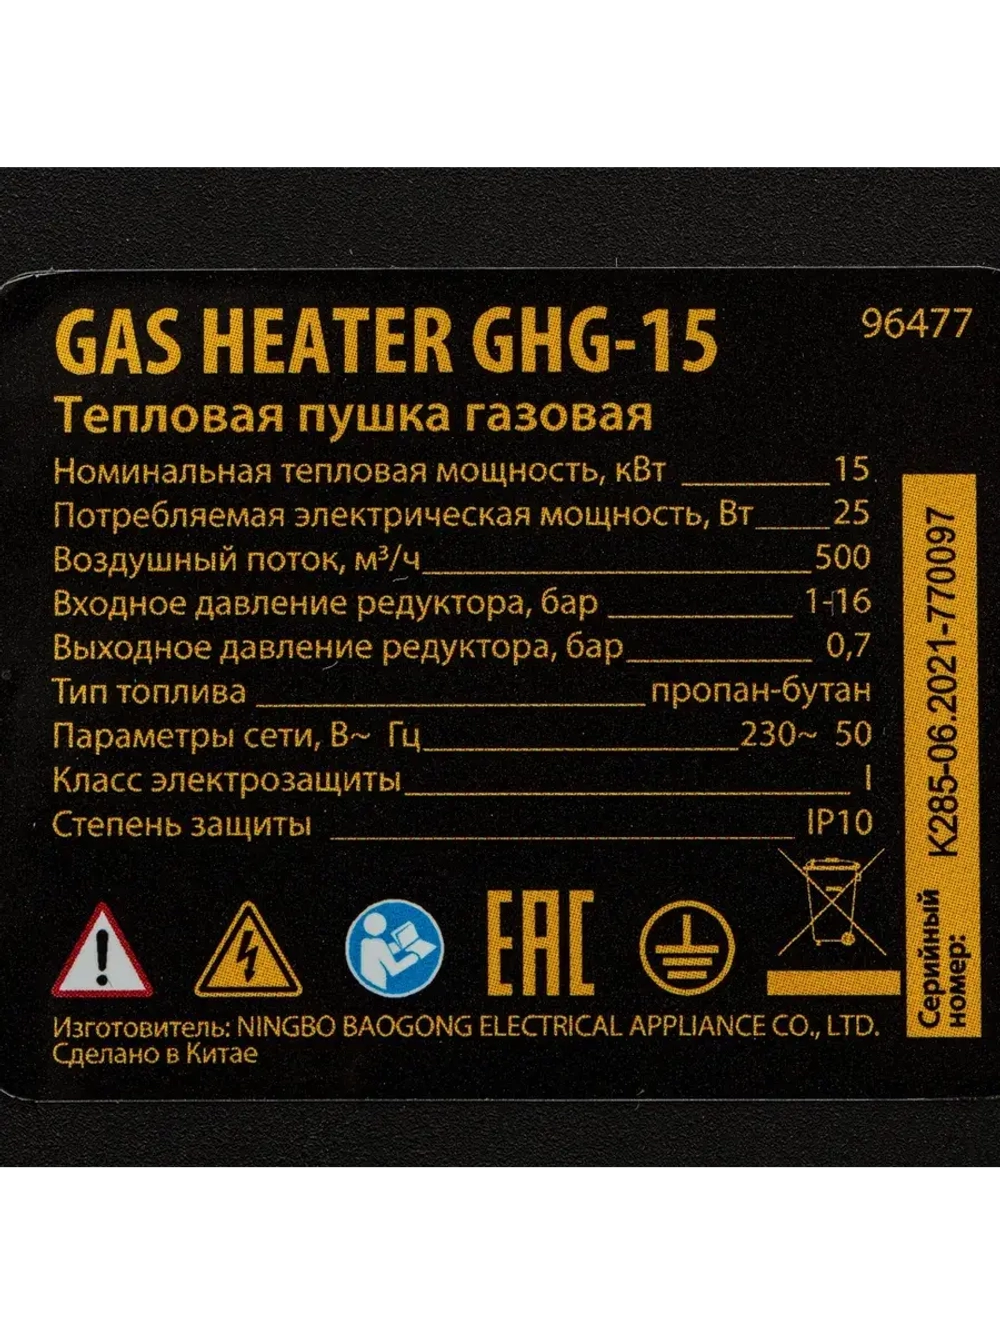 GAS HEATER GHG-15
96477
Тепловая пушка газовая
Номинальная тепловая мощность, кВт 15
Потребляемая электрическая мощность, Вт 25
Воздушный поток, м³/ч 500
Входное давление редуктора, бар 1-16
Выходное давление редуктора, бар 0,7
Тип топлива пропан-бутан
Параметры сети, В~ Гц 230~ 50
Класс электрозащиты I
Степень защиты IP10
EAC
Изготовитель: NINGBO BAOGONG ELECTRICAL APPLIANCE CO., LTD.
Сделано в Китае
Серийный
номер:
K285-06.2021-770097